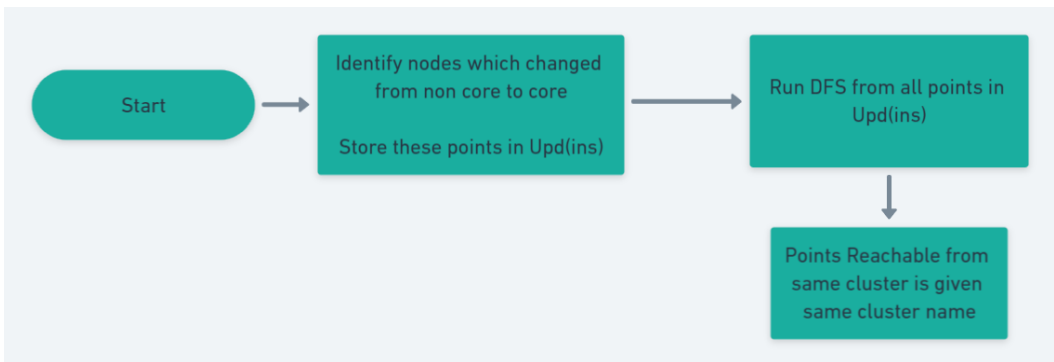 Start
Identify nodes which changed
from non core to core
Store these points in Upd(ins)
Run DFS from all points in
Upd(ins)
Points Reachable from
same cluster is given
same cluster name